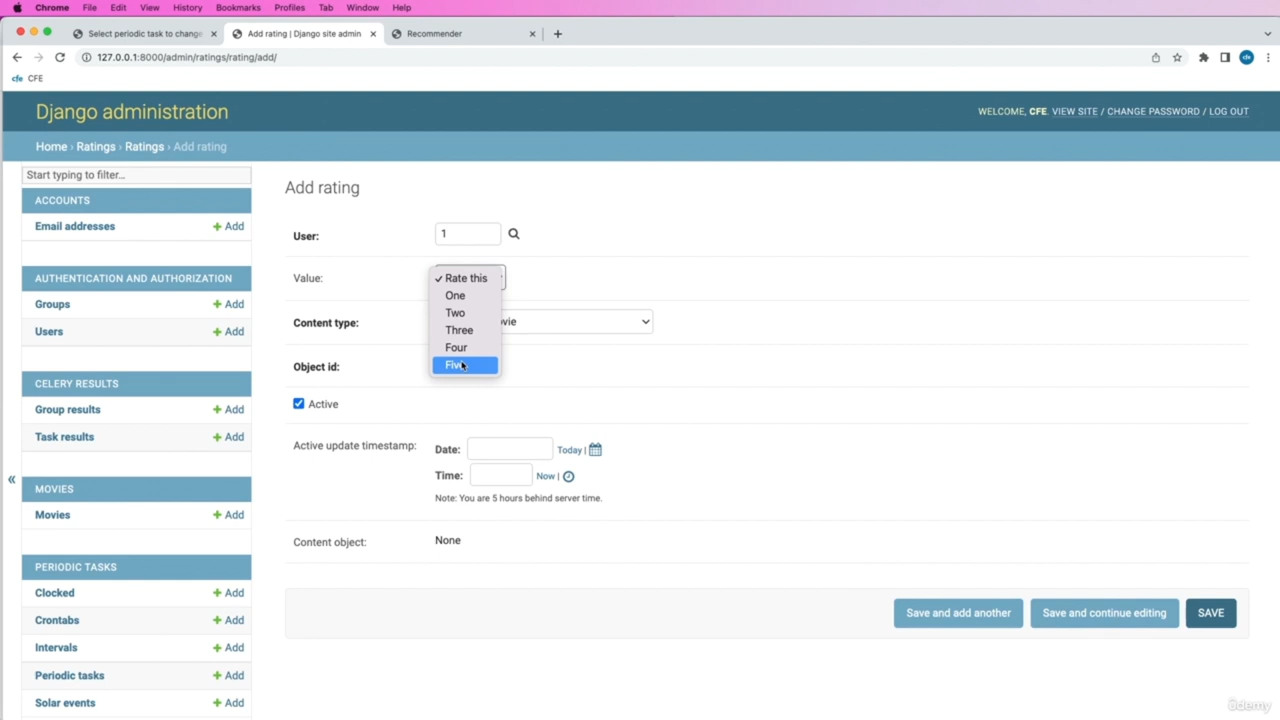 Chrome File Edit View History Bookmarks Profiles Tab Window Help
Select periodic task to change
Add rating | Django site admin
Recommender
127.0.0.1:8000/admin/ratings/rating/add/
cfe
cfe CFE
Django administration
WELCOME, CFE. VIEW SITE / CHANGE PASSWORD / LOG OUT
Home › Ratings › Ratings › Add rating
Start typing to filter...
ACCOUNTS
Email addresses + Add
AUTHENTICATION AND AUTHORIZATION
Groups + Add
Users + Add
CELERY RESULTS
Group results + Add
Task results + Add
«
MOVIES
Movies + Add
PERIODIC TASKS
Clocked + Add
Crontabs + Add
Intervals + Add
Periodic tasks + Add
Solar events + Add
Add rating
User: 1
Value:
Rate this
One
Two
Three
Four
Five
Content type: vie
Object id:
Active
Active update timestamp:
Date: Today |
Time: Now |
Note: You are 5 hours behind server time.
Content object: None
Save and add another Save and continue editing SAVE
ûdemy